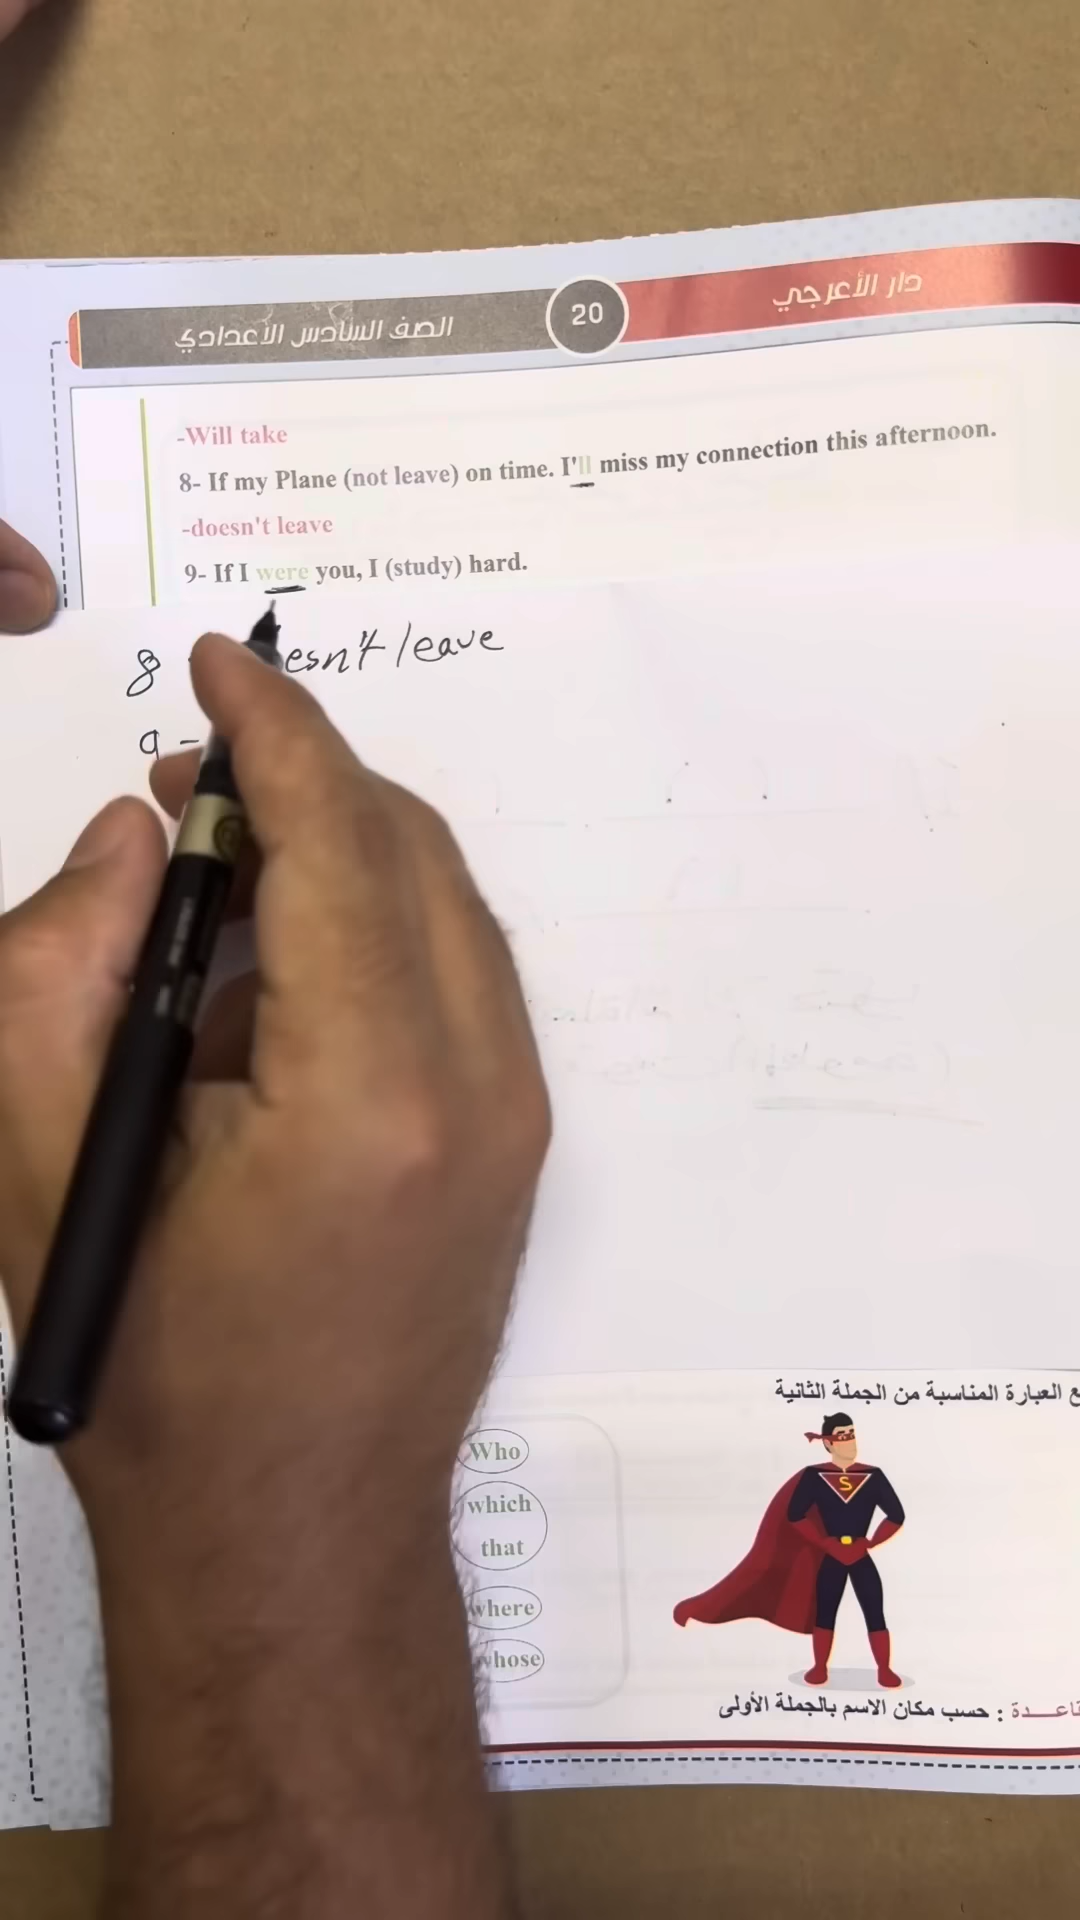 الصف السادس الأعدادي
20
دار الأعرجي
-Will take
8- If my Plane (not leave) on time. I'll miss my connection this afternoon.
-doesn't leave
9- If I were you, I (study) hard.
8 esn't leave
9 -
العبارة المناسبة من الجملة الثانية
Who
which
that
where
whose
S
حسب مكان الاسم بالجملة الأولى :